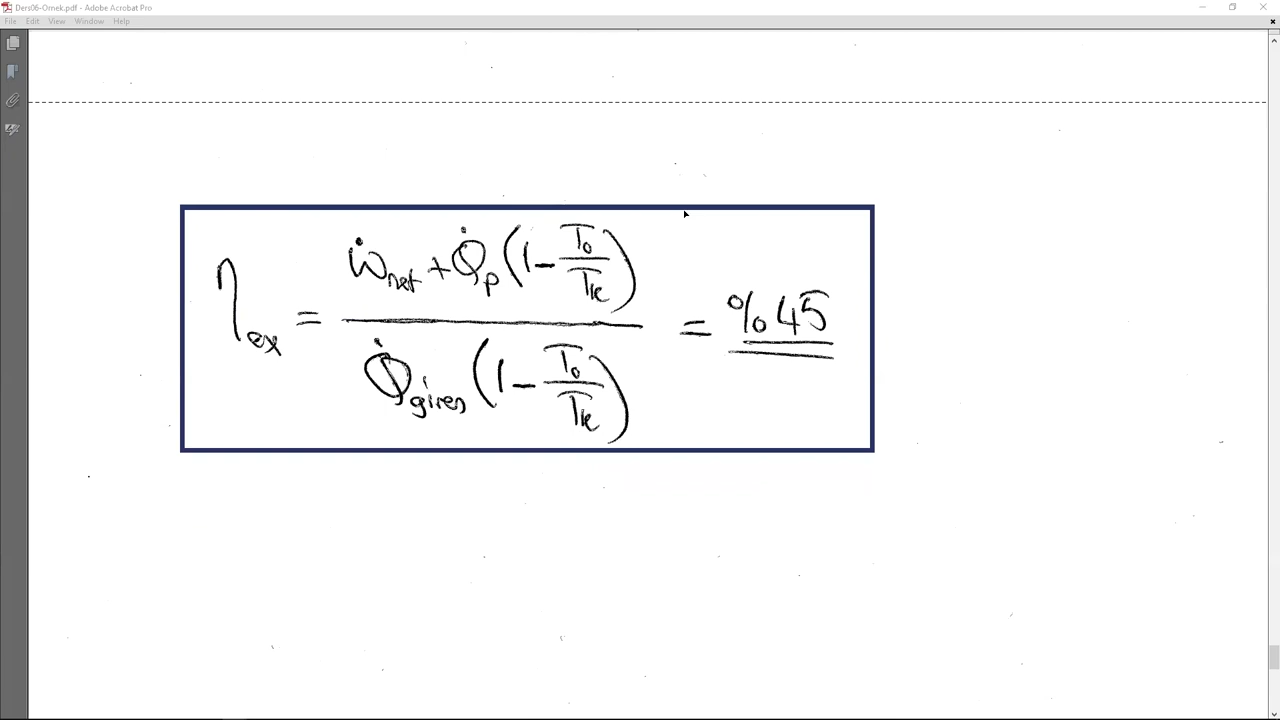 Ders06-Ornek.pdf - Adobe Acrobat Pro
File Edit View Window Help
η_ex = (Ẇ_net + Q̇_p (1 - T_0/T_k)) / (Q̇_giren (1 - T_0/T_k)) = %45